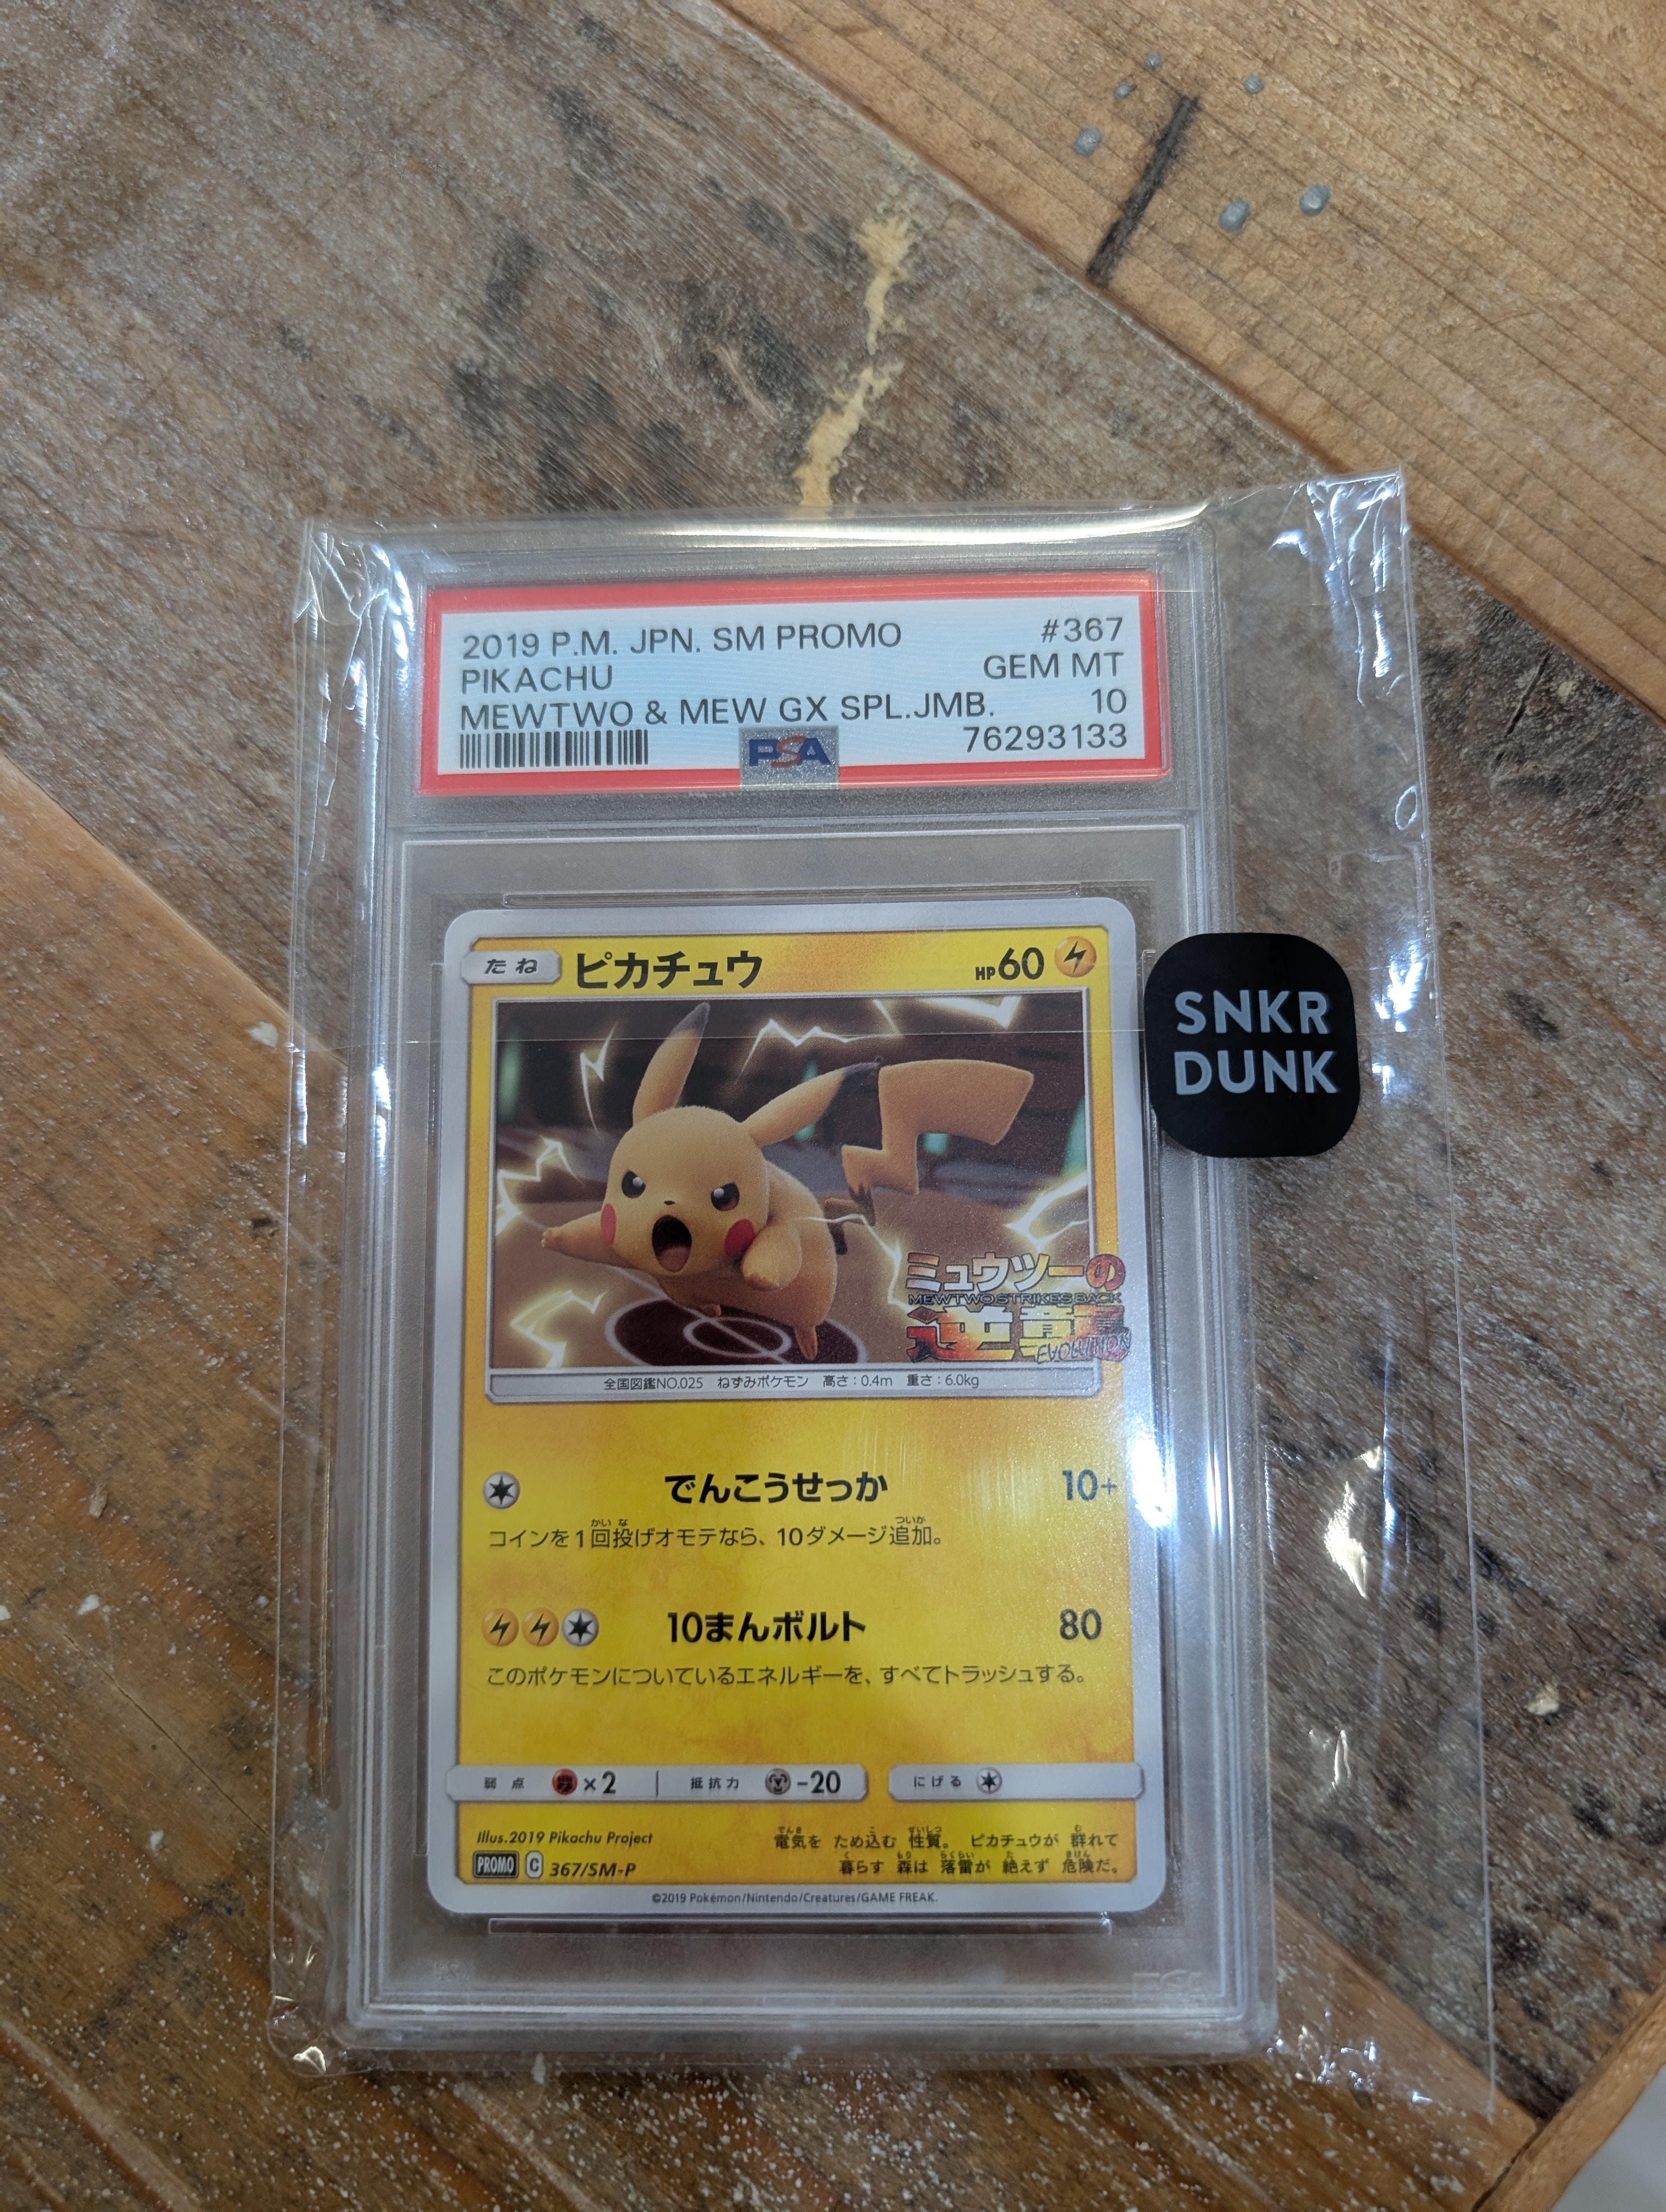 2019 P.M. JPN. SM PROMO #367
PIKACHU GEM MT
MEWTWO & MEW GX SPL.JMB. 10
PSA 76293133
たね ピカチュウ HP60
SNKR
DUNK
ミュウツーの
MEWTWO STRIKES BACK
逆襲
EVOLUTION
全国図鑑NO.025 ねずみポケモン 高さ:0.4m 重さ:6.0kg
でんこうせっか 10+
コインを1回投げオモテなら、10ダメージ追加。
10まんボルト 80
このポケモンについているエネルギーを、すべてトラッシュする。
弱点 ×2 抵抗力 -20 にげる
Illus.2019 Pikachu Project
PROMO C 367/SM-P
電気を ため込む 性質。 ピカチュウが 群れて
暮らす 森は 落雷が 絶えず 危険だ。
©2019 Pokémon/Nintendo/Creatures/GAME FREAK.